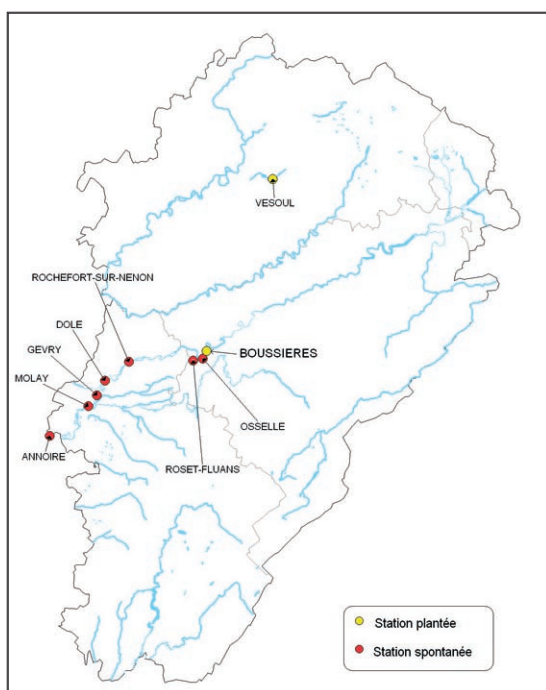 VESOUL
ROCHEFORT-SUR-NENON
DOLE
GEVRY
BOUSSIERES
MOLAY
OSSELLE
ANNOIRE
ROSET-FLUANS
Station plantée
Station spontanée